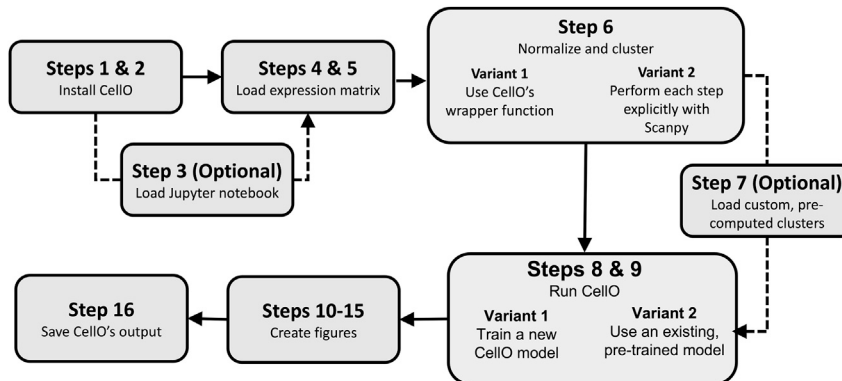 Steps 1 & 2
Install CellO
Steps 4 & 5
Load expression matrix
Step 3 (Optional)
Load Jupyter notebook
Step 6
Normalize and cluster
Variant 1
Use CellO's
wrapper function
Variant 2
Perform each step
explicitly with
Scanpy
Step 7 (Optional)
Load custom, pre-
computed clusters
Steps 8 & 9
Run CellO
Variant 1
Train a new
CellO model
Variant 2
Use an existing,
pre-trained model
Steps 10-15
Create figures
Step 16
Save CellO's output